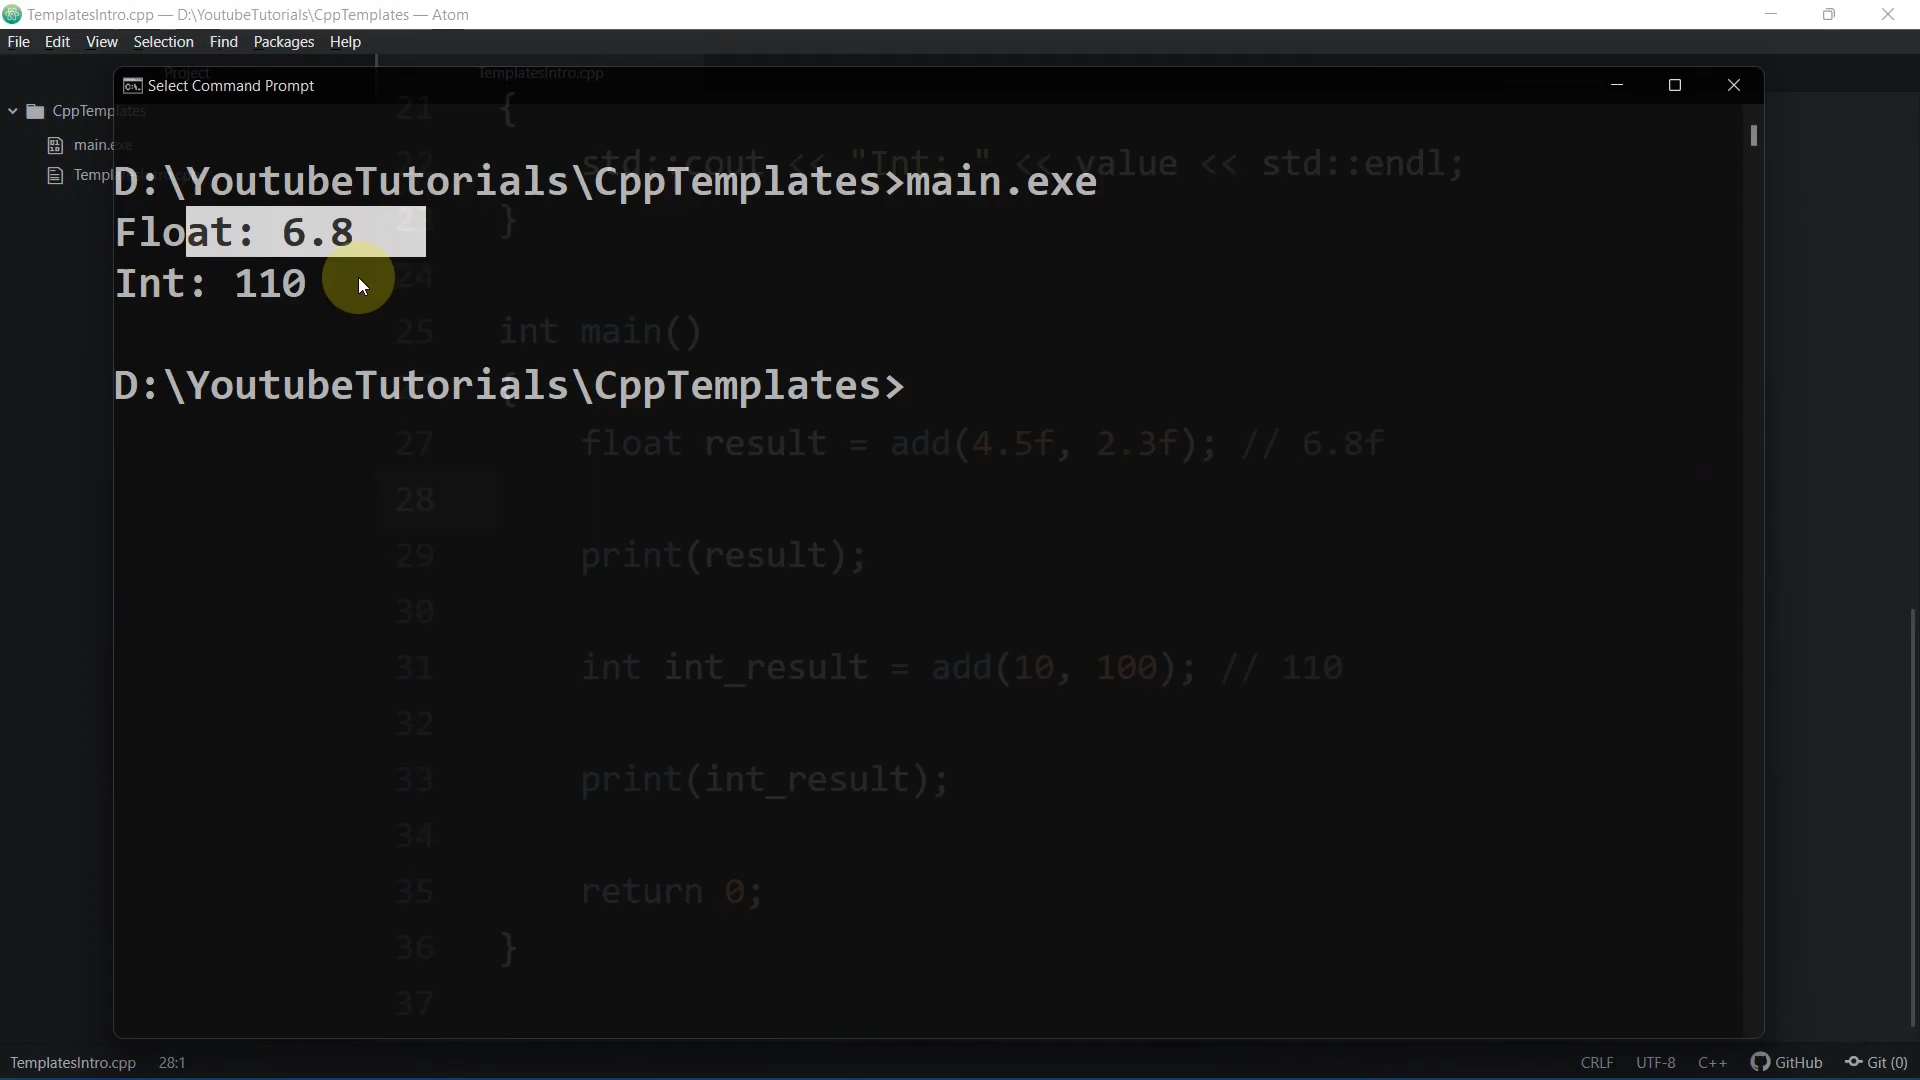 TemplatesIntro.cpp — D:\YoutubeTutorials\CppTemplates — Atom
File Edit View Selection Find Packages Help
Project
TemplatesIntro.cpp
Select Command Prompt
CppTemplates
main.exe
D:\YoutubeTutorials\CppTemplates>main.exe
Float: 6.8
Int: 110
D:\YoutubeTutorials\CppTemplates>
21 {
22 std::cout << "Int: " << value << std::endl;
}
24
25 int main()
{
27 float result = add(4.5f, 2.3f); // 6.8f
28
29 print(result);
30
31 int int_result = add(10, 100); // 110
32
33 print(int_result);
34
35 return 0;
36 }
37
TemplatesIntro.cpp 28:1
CRLF UTF-8 C++ GitHub Git (0)